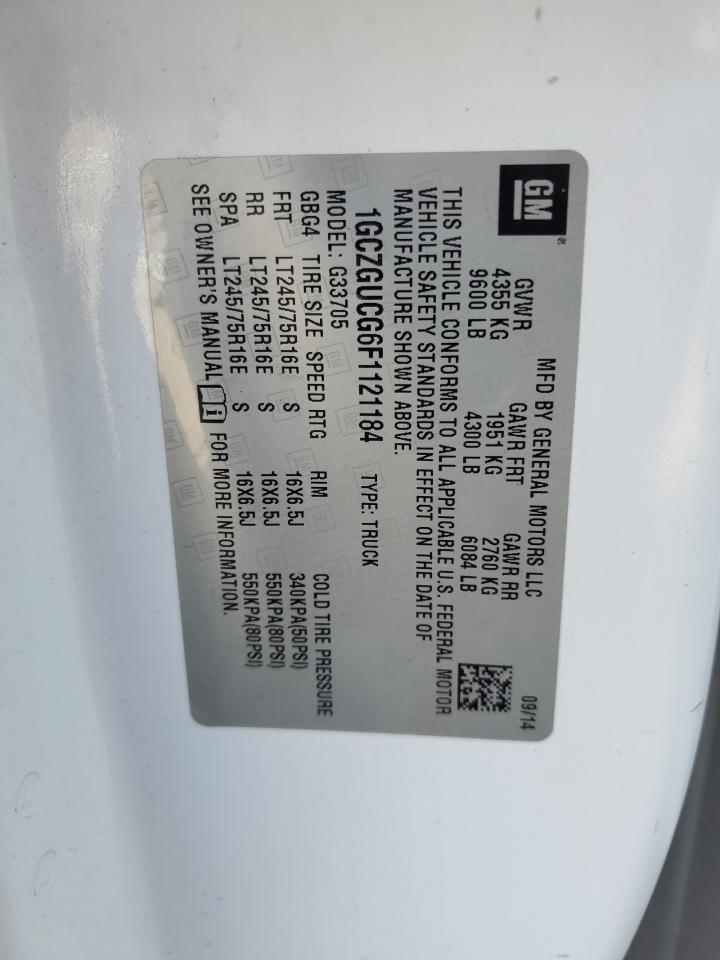 GM
®
MFD BY GENERAL MOTORS LLC 09/14
GVWR GAWR FRT GAWR RR
4355 KG 1951 KG 2760 KG
9600 LB 4300 LB 6084 LB
THIS VEHICLE CONFORMS TO ALL APPLICABLE U.S. FEDERAL MOTOR
VEHICLE SAFETY STANDARDS IN EFFECT ON THE DATE OF
MANUFACTURE SHOWN ABOVE.
1GCZGUCG6F1121184 TYPE: TRUCK
MODEL: G33705
GBG4 TIRE SIZE SPEED RTG RIM COLD TIRE PRESSURE
FRT LT245/75R16E S 16X6.5J 340KPA(50PSI)
RR LT245/75R16E S 16X6.5J 550KPA(80PSI)
SPA LT245/75R16E S 16X6.5J 550KPA(80PSI)
SEE OWNER'S MANUAL i FOR MORE INFORMATION.